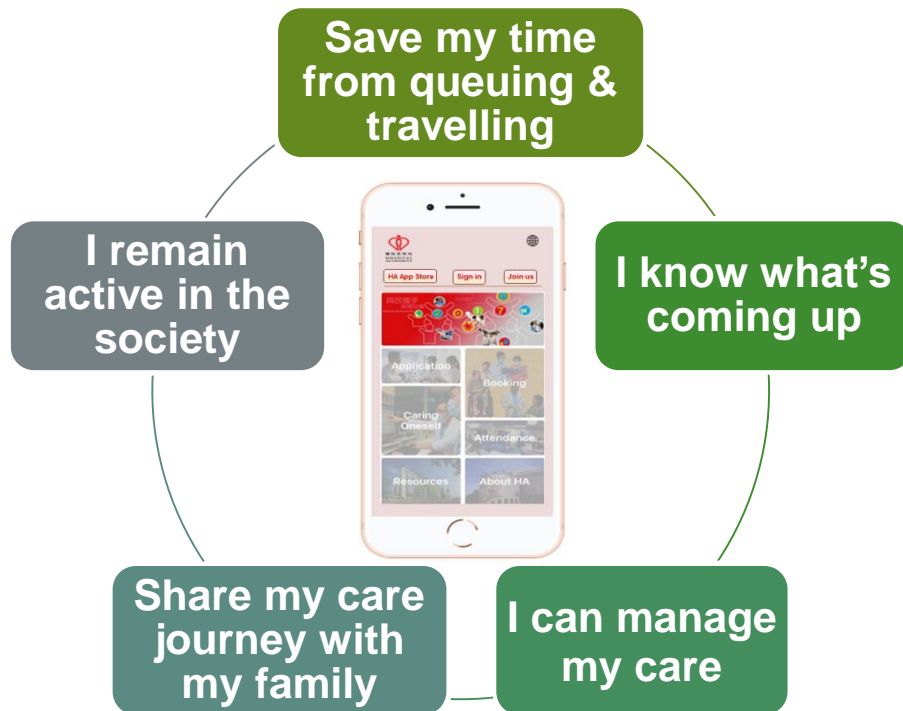 Save my time
from queuing &
travelling
I remain
active in the
society
I know what’s
coming up
HOSPITAL
AUTHORITY
HA App Store
Sign in
Join us
Application
Booking
Caring
Oneself
Attendance
Resources
About HA
Share my care
journey with
my family
I can manage
my care